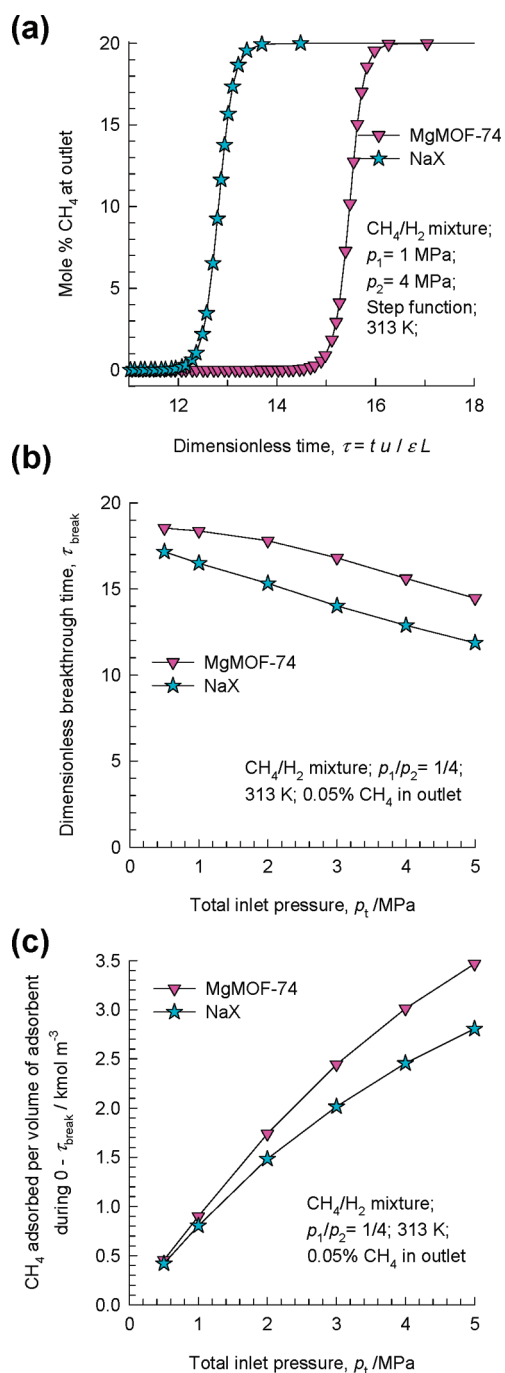 (a)
20
15
10
5
0
Mole % CH₄ at outlet
MgMOF-74
NaX
CH₄/H₂ mixture;
p₁= 1 MPa;
p₂= 4 MPa;
Step function;
313 K;
12 14 16 18
Dimensionless time, τ = t u / ε L
(b)
20
15
10
5
0
Dimensionless breakthrough time, τ break
MgMOF-74
NaX
CH₄/H₂ mixture; p₁/p₂= 1/4;
313 K; 0.05% CH₄ in outlet
0 1 2 3 4 5
Total inlet pressure, pₜ /MPa
(c)
3.5
3.0
2.5
2.0
1.5
1.0
0.5
0.0
CH₄ adsorbed per volume of adsorbent
during 0 - τbreak / kmol m⁻³
MgMOF-74
NaX
CH₄/H₂ mixture;
p₁/p₂= 1/4; 313 K;
0.05% CH₄ in outlet
0 1 2 3 4 5
Total inlet pressure, pₜ /MPa